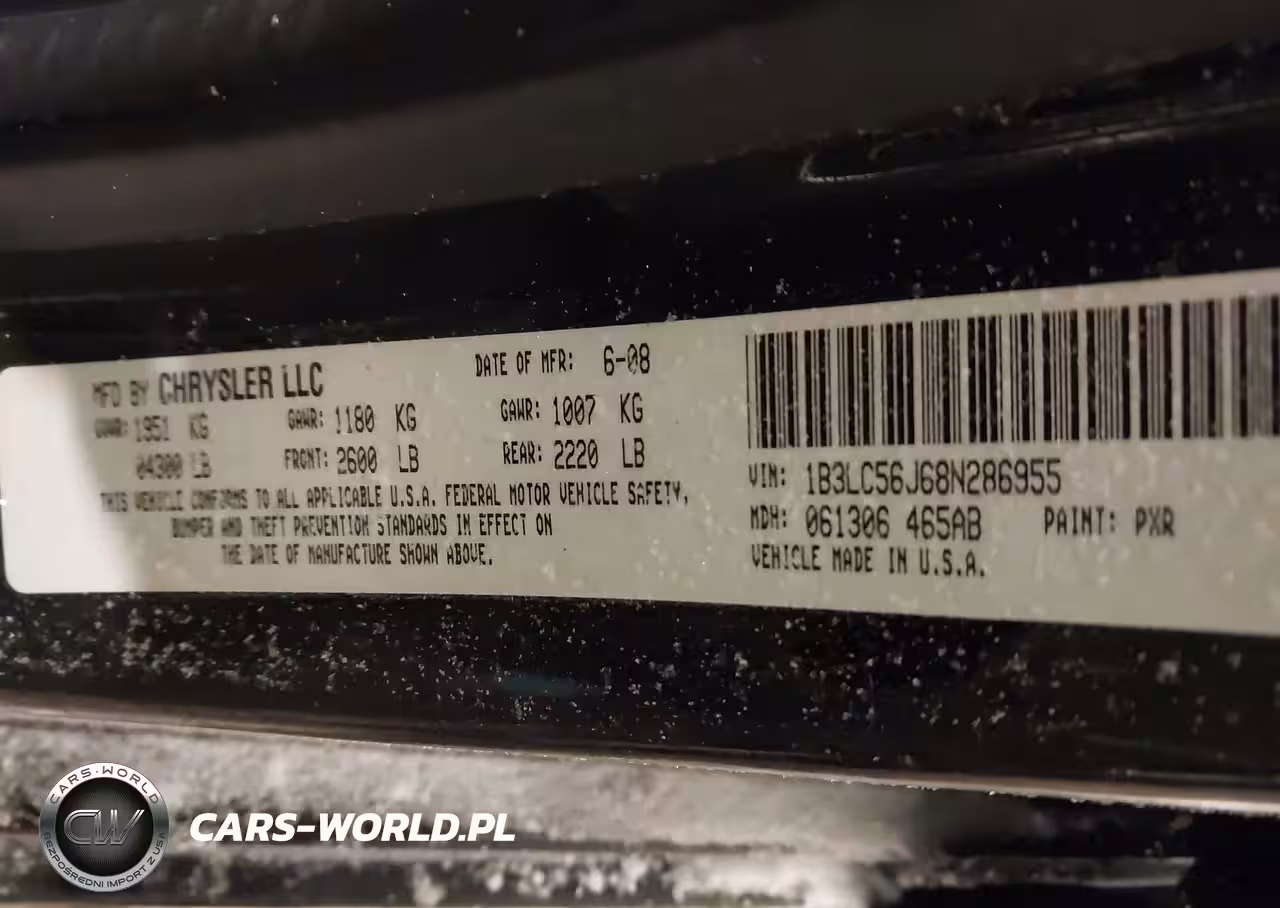 MFD BY CHRYSLER LLC
DATE OF MFR: 6-08
GVWR: 1951 KG GAWR: 1180 KG GAWR: 1007 KG
04300 LB FRONT: 2600 LB REAR: 2220 LB
THIS VEHICLE CONFORMS TO ALL APPLICABLE U.S.A. FEDERAL MOTOR VEHICLE SAFETY,
BUMPER AND THEFT PREVENTION STANDARDS IN EFFECT ON
THE DATE OF MANUFACTURE SHOWN ABOVE.
VIN: 1B3LC56J68N286955
MDH: 061306 465AB PAINT: PXR
VEHICLE MADE IN U.S.A.
CARS-WORLD
CW
BEZPOŚREDNI IMPORT Z USA
CARS-WORLD.PL